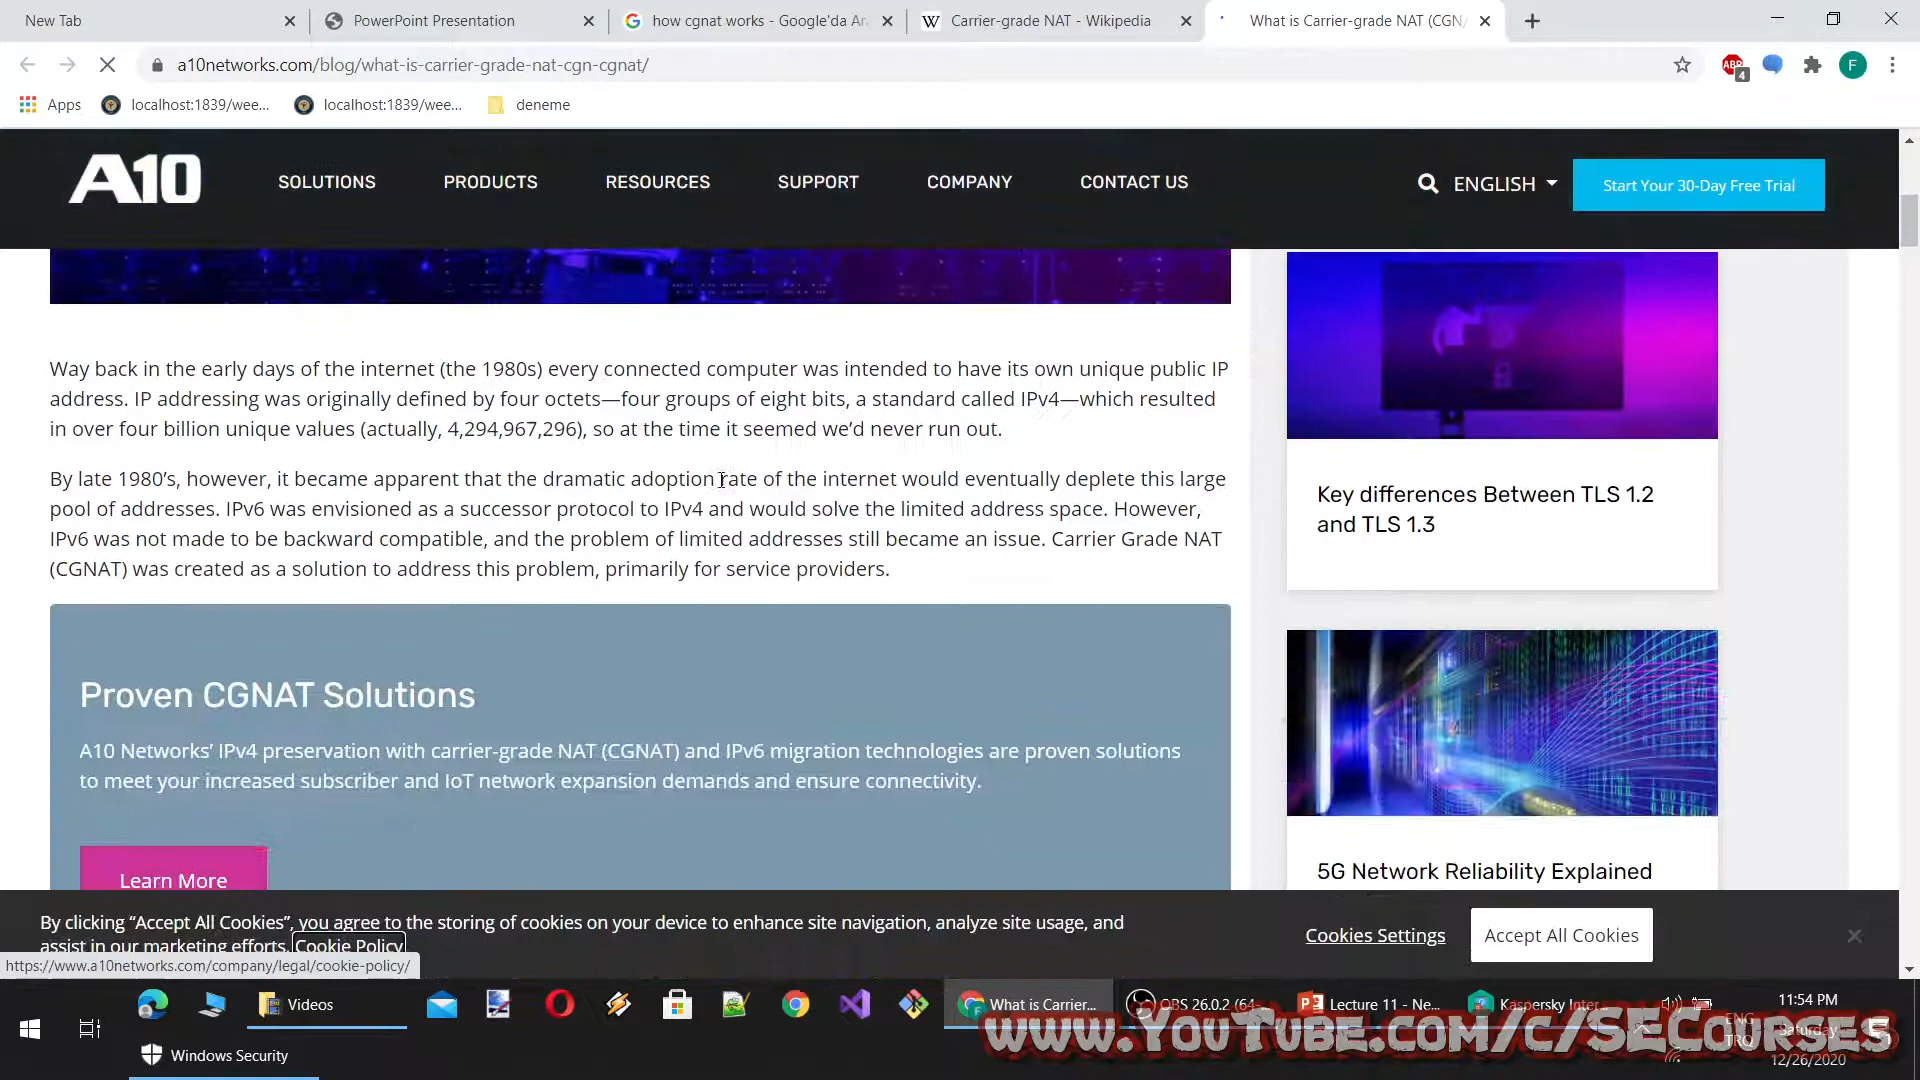 New Tab
PowerPoint Presentation
how cgnat works - Google'da Ara
Carrier-grade NAT - Wikipedia
What is Carrier-grade NAT (CGN/
a10networks.com/blog/what-is-carrier-grade-nat-cgn-cgnat/
ABP
4
F
Apps
localhost:1839/wee...
localhost:1839/wee...
deneme
A10
SOLUTIONS
PRODUCTS
RESOURCES
SUPPORT
COMPANY
CONTACT US
ENGLISH
Start Your 30-Day Free Trial
Way back in the early days of the internet (the 1980s) every connected computer was intended to have its own unique public IP
address. IP addressing was originally defined by four octets—four groups of eight bits, a standard called IPv4—which resulted
in over four billion unique values (actually, 4,294,967,296), so at the time it seemed we’d never run out.
By late 1980’s, however, it became apparent that the dramatic adoption rate of the internet would eventually deplete this large
pool of addresses. IPv6 was envisioned as a successor protocol to IPv4 and would solve the limited address space. However,
IPv6 was not made to be backward compatible, and the problem of limited addresses still became an issue. Carrier Grade NAT
(CGNAT) was created as a solution to address this problem, primarily for service providers.
Proven CGNAT Solutions
A10 Networks’ IPv4 preservation with carrier-grade NAT (CGNAT) and IPv6 migration technologies are proven solutions
to meet your increased subscriber and IoT network expansion demands and ensure connectivity.
Learn More
Key differences Between TLS 1.2
and TLS 1.3
5G Network Reliability Explained
By clicking “Accept All Cookies”, you agree to the storing of cookies on your device to enhance site navigation, analyze site usage, and
assist in our marketing efforts. Cookie Policy
Cookies Settings
Accept All Cookies
https://www.a10networks.com/company/legal/cookie-policy/
Videos
What is Carrier...
OBS 26.0.2 (64-...
Lecture 11 - Ne...
Kaspersky Inter...
11:54 PM
ENG
Saturday
TRQ
12/26/2020
Windows Security
www.YouTube.com/c/SECourses